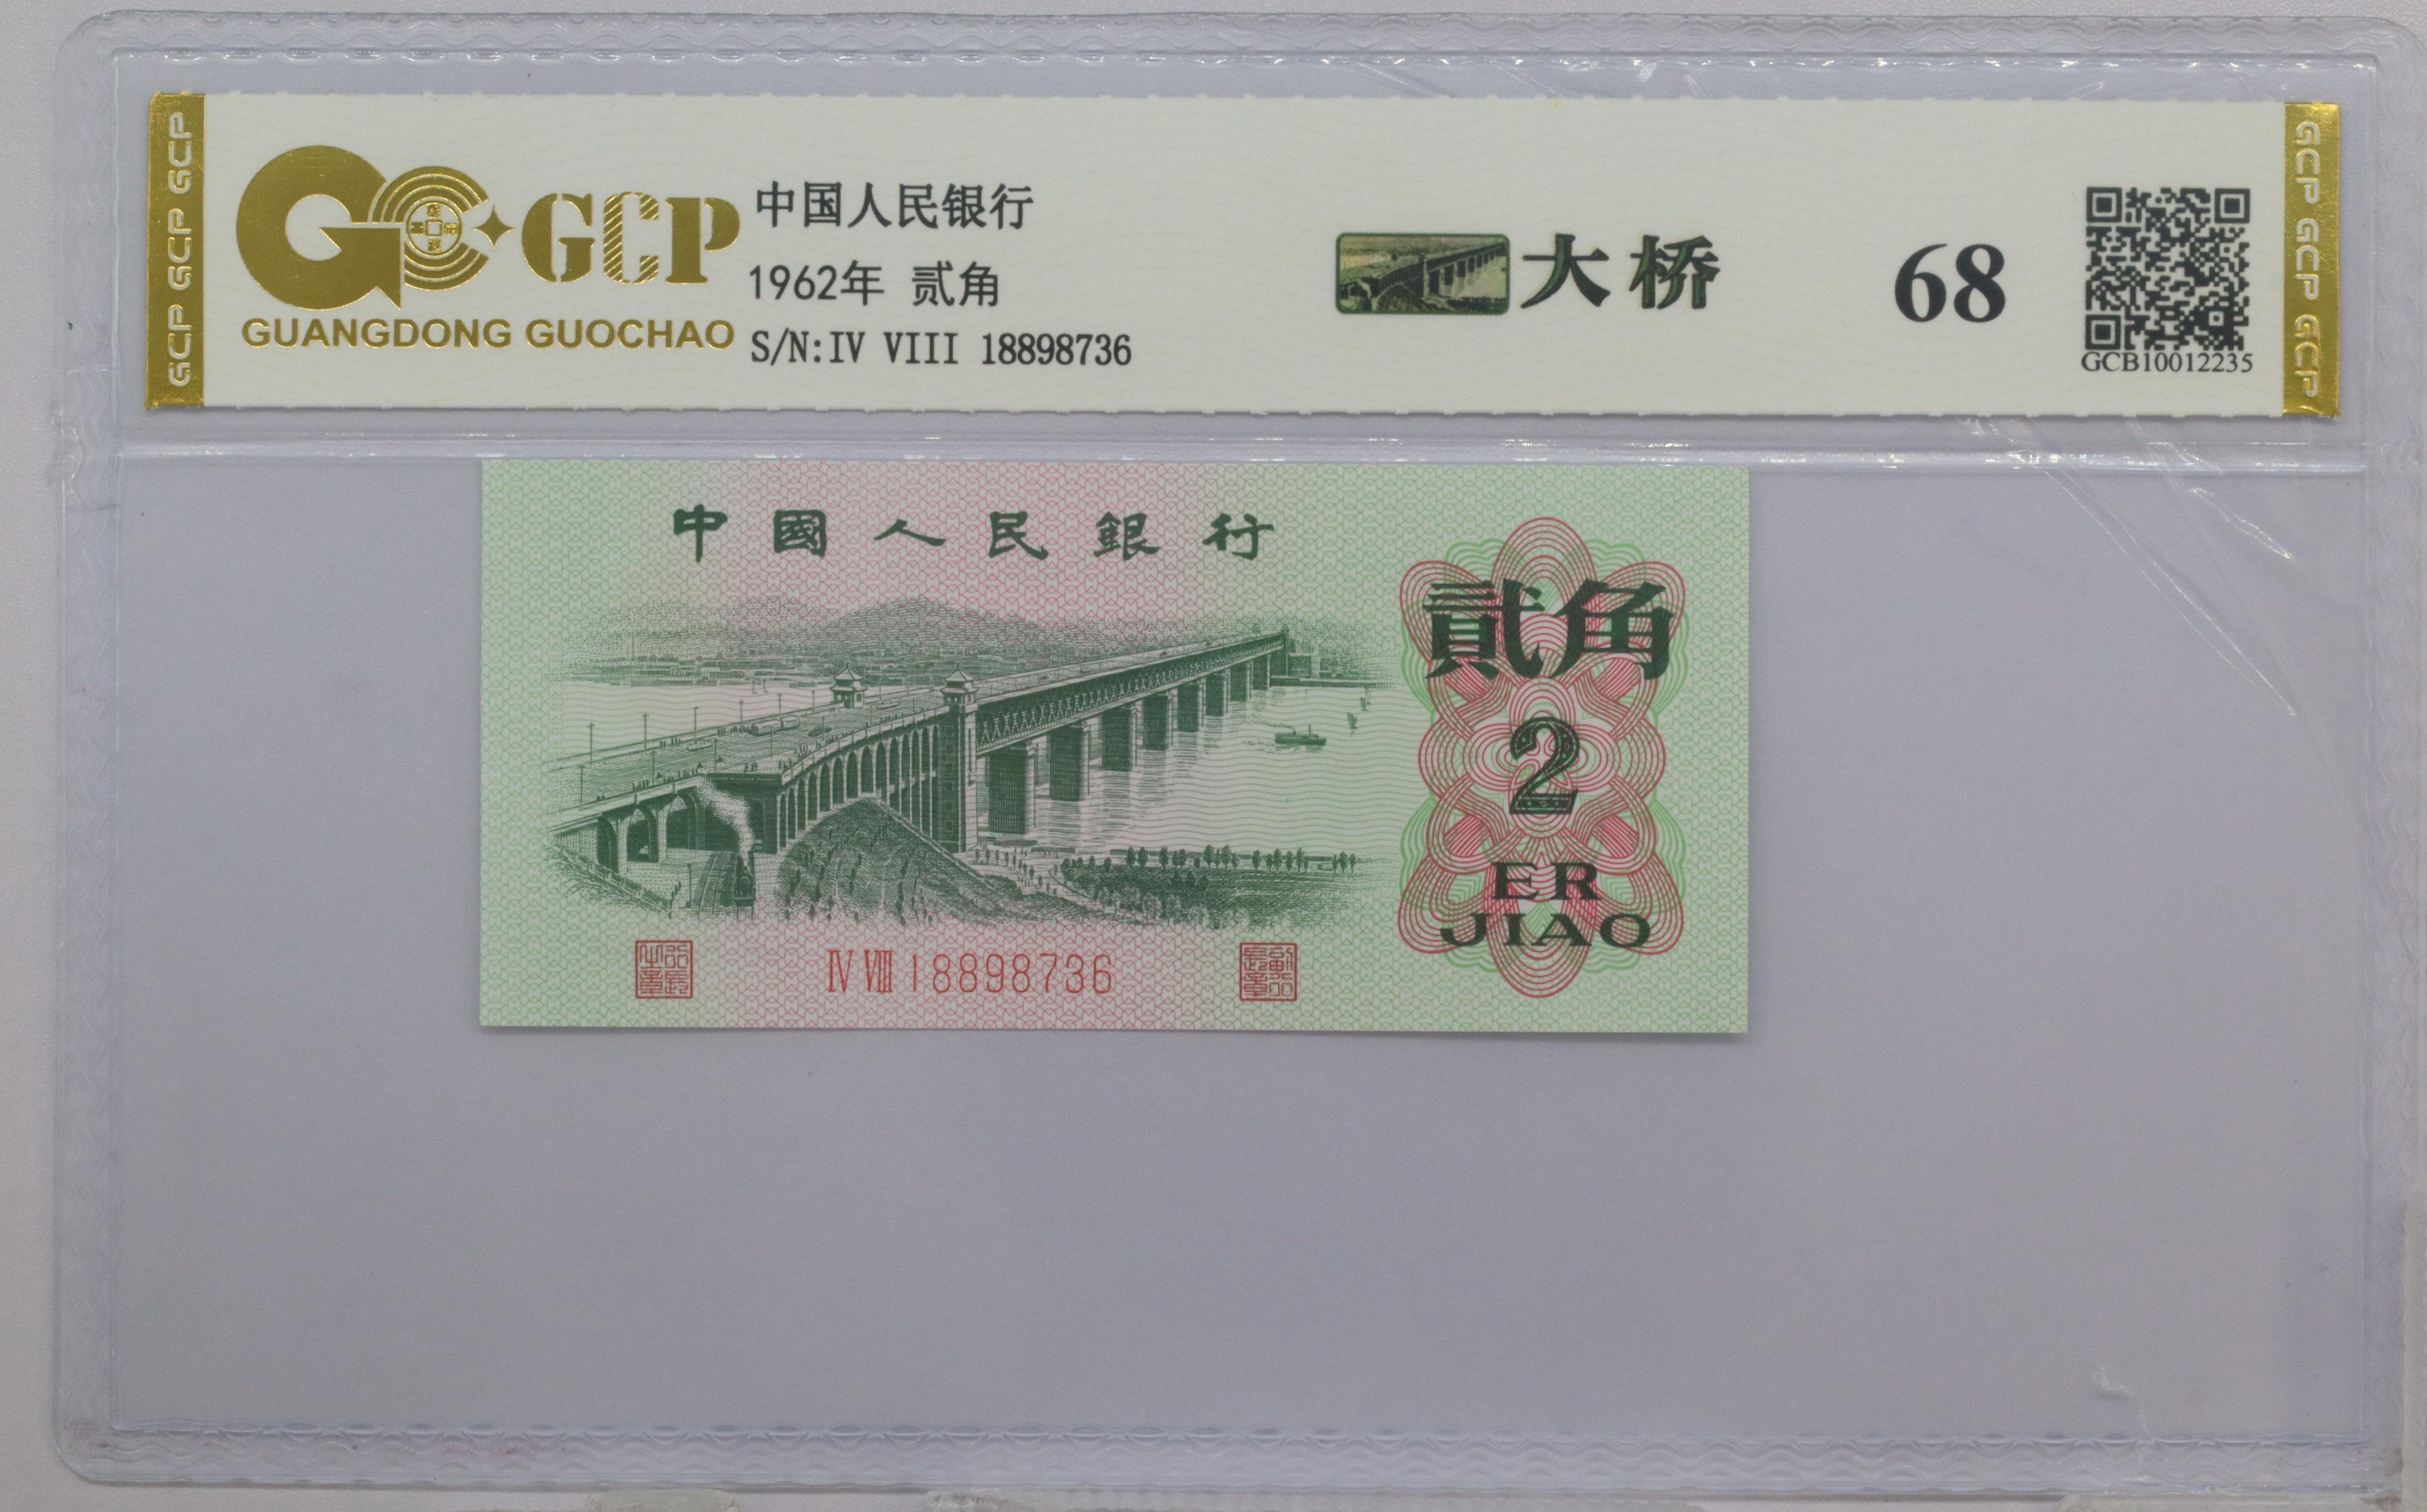 GCP GCP GCP
GCP
GUANGDONG GUOCHAO
中国人民银行
1962年 贰角
S/N:IV VIII 18898736
大桥
68
GCB10012235
GCP GCP GCP
中國人民銀行
貳角
2
ER
JIAO
IV VIII 18898736